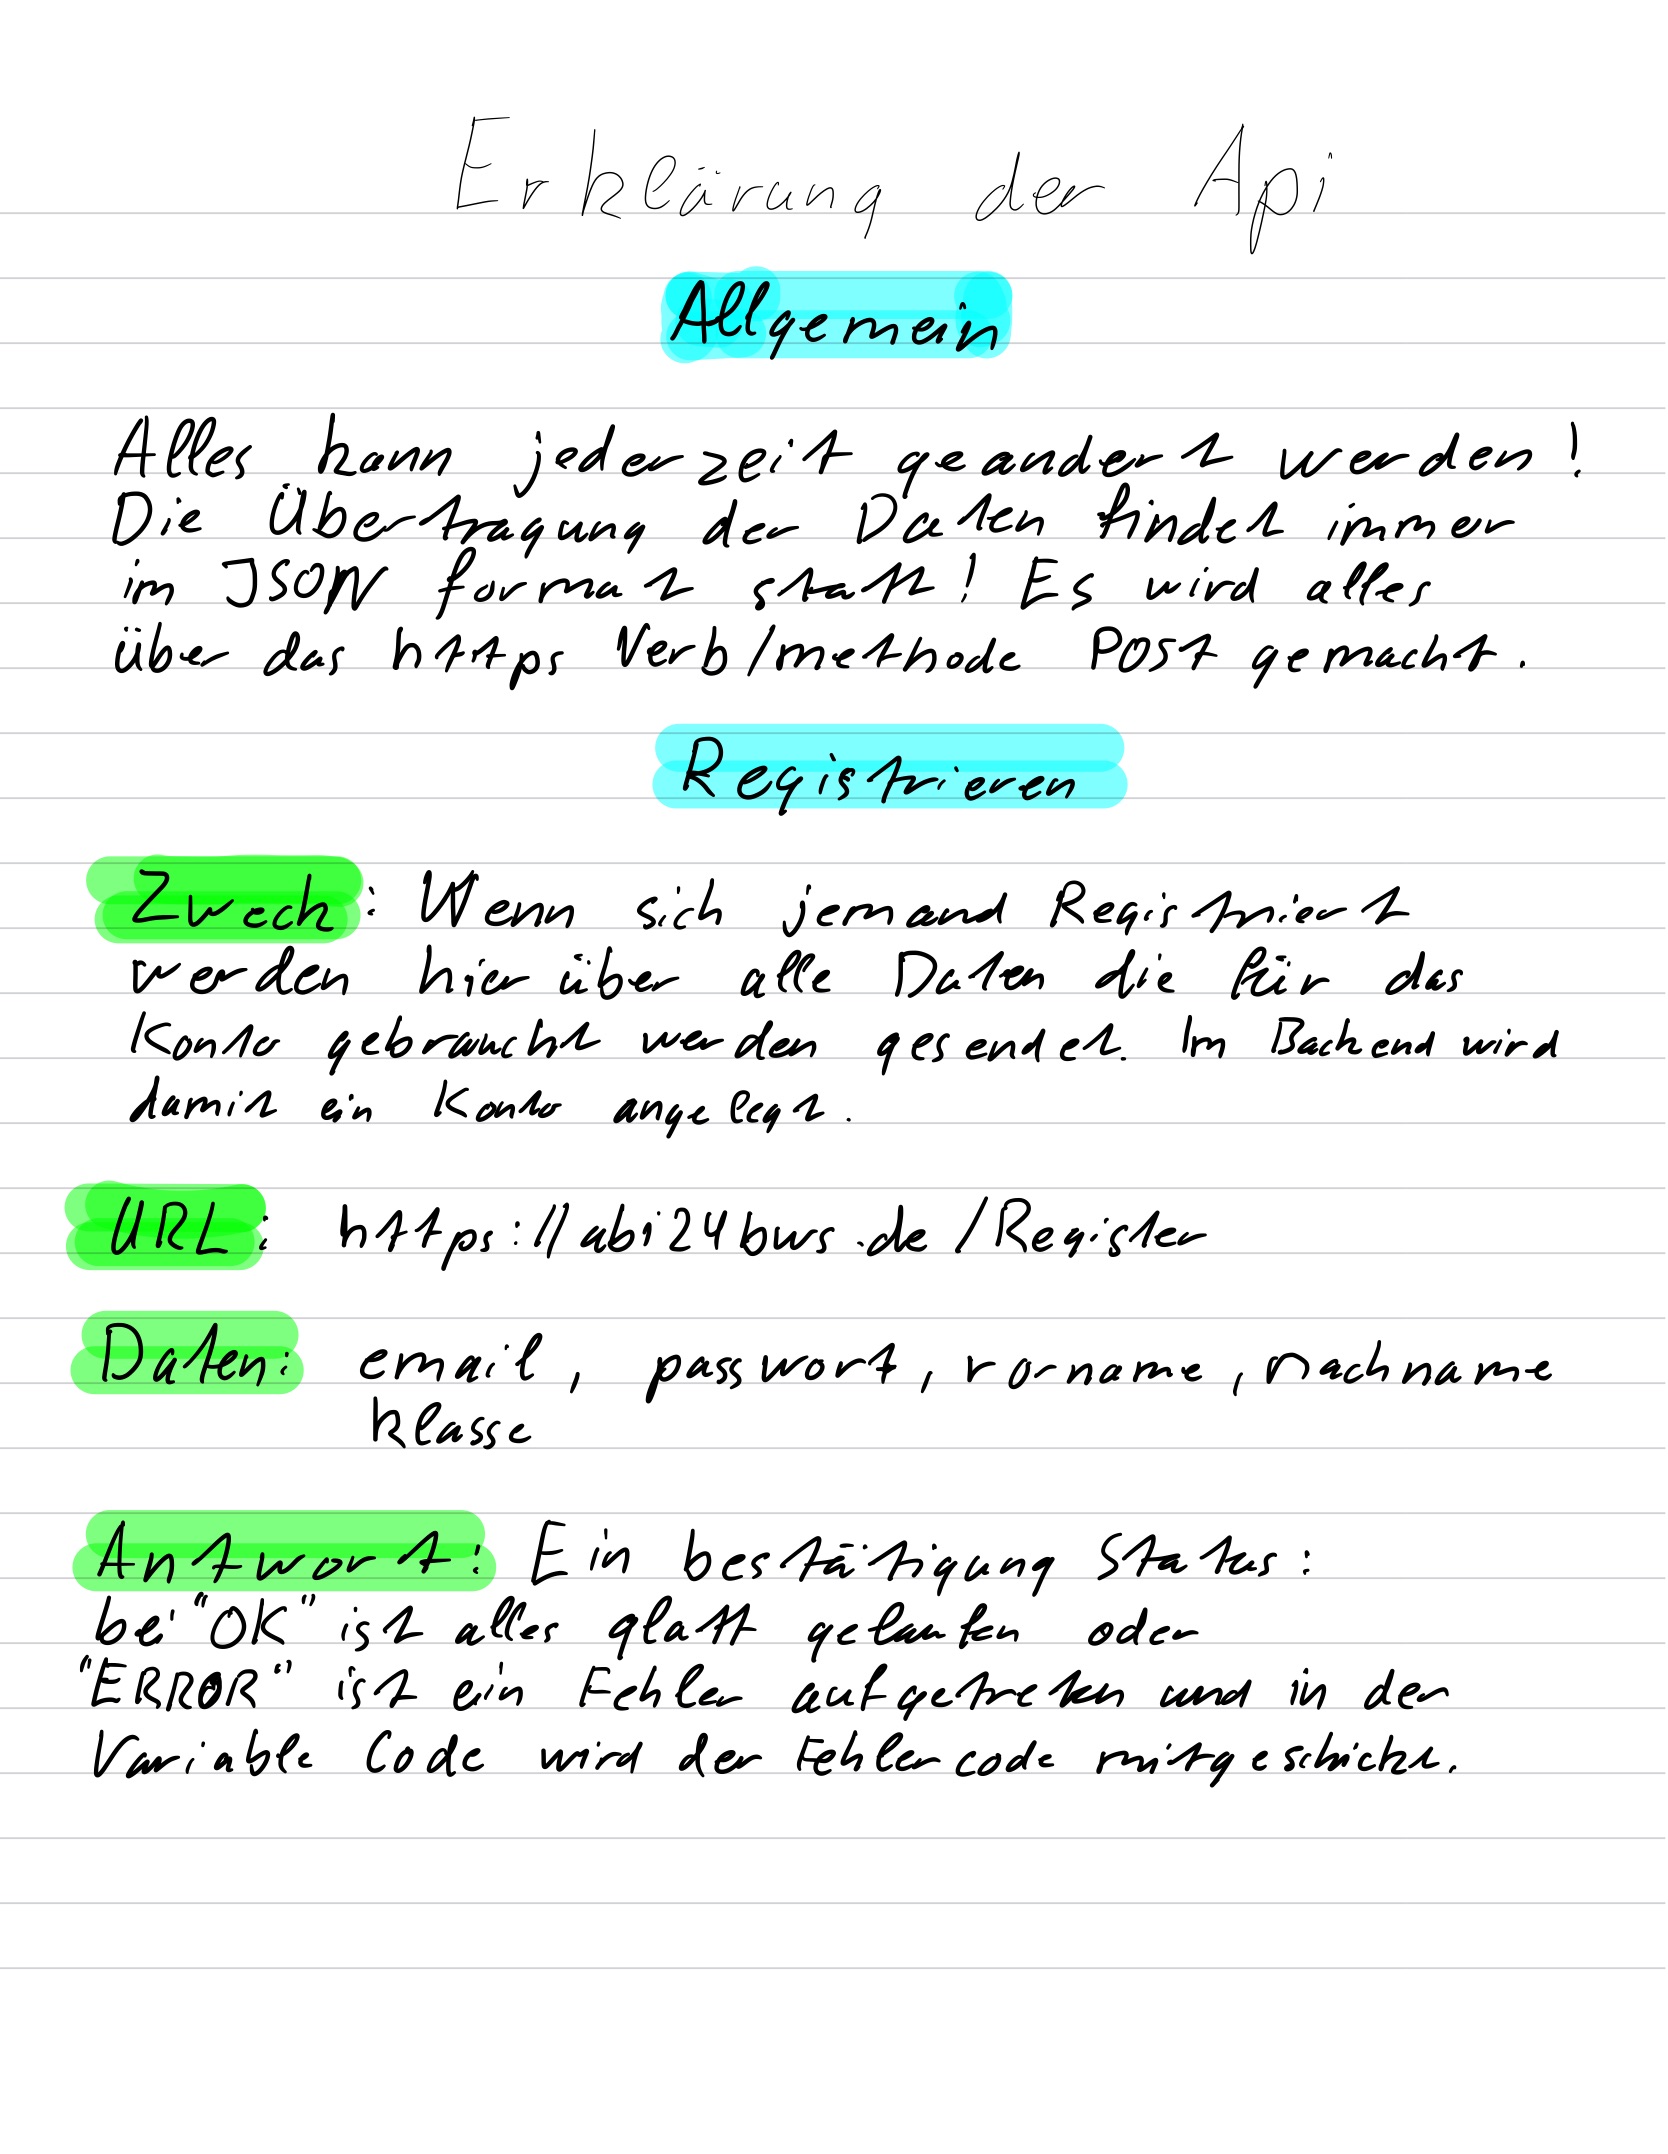 Erklärung der Api
Allgemein
Alles kann jederzeit geandert werden!
Die Übertragung der Daten findet immer
im JSON format statt! Es wird alles
über das https Verb/methode POST gemacht.
Registrieren
Zweck: Wenn sich jemand Registriert
werden hier über alle Daten die für das
Konto gebraucht werden gesendet. Im Backend wird
damit ein Konto angelegt.
URL: https://abi24bws.de/Register
Daten: email, passwort, vorname, nachname
klasse
Antwort: Ein bestätigung Status:
bei "OK" ist alles glatt gelaufen oder
"ERROR" ist ein Fehler aufgetreten und in der
Variable Code wird der Fehlercode mitgeschickt.